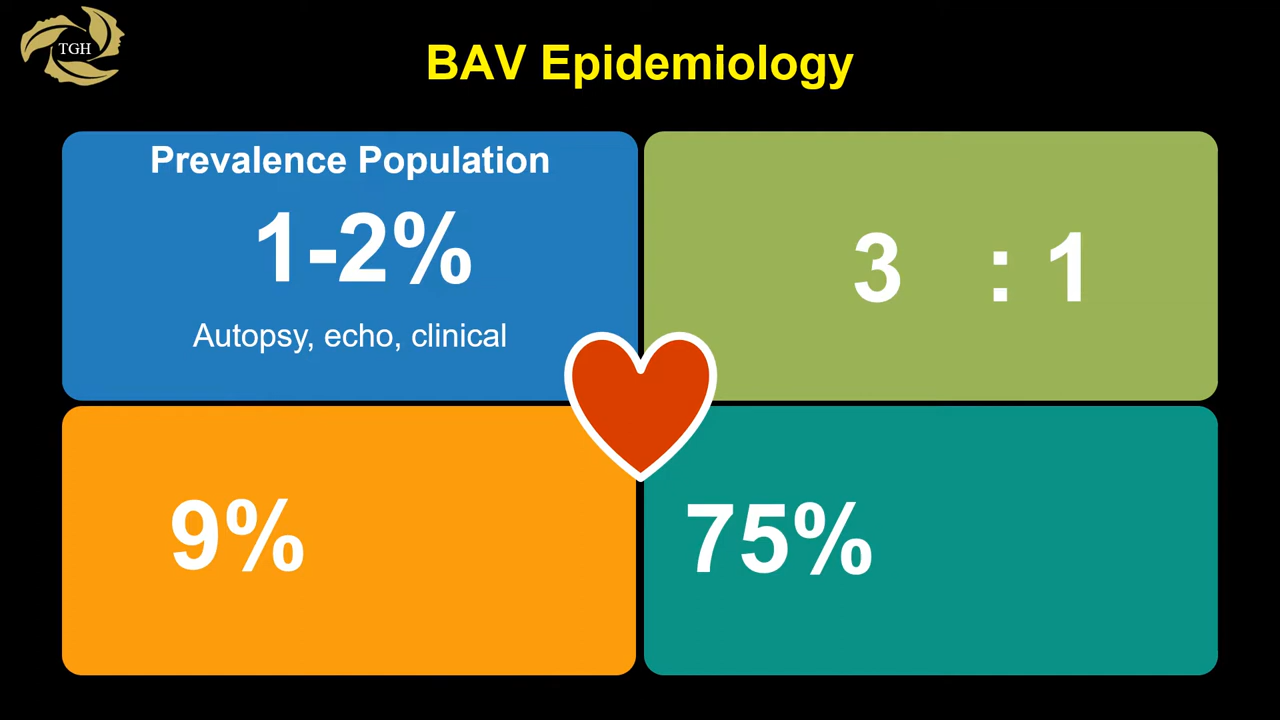 TGH
BAV Epidemiology
Prevalence Population
1-2%
Autopsy, echo, clinical
3 : 1
9%
75%